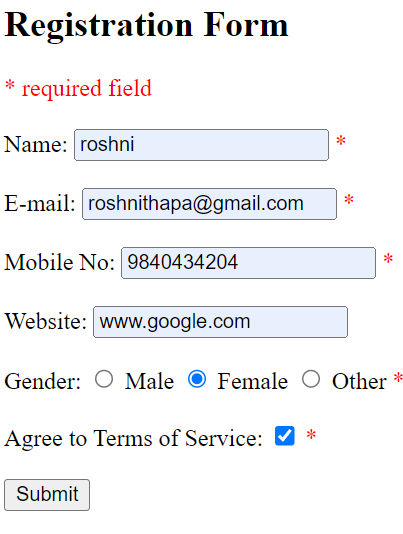 Registration Form
* required field
Name: roshni *
E-mail: roshnithapa@gmail.com *
Mobile No: 9840434204 *
Website: www.google.com
Gender: Male Female Other *
Agree to Terms of Service: *
Submit